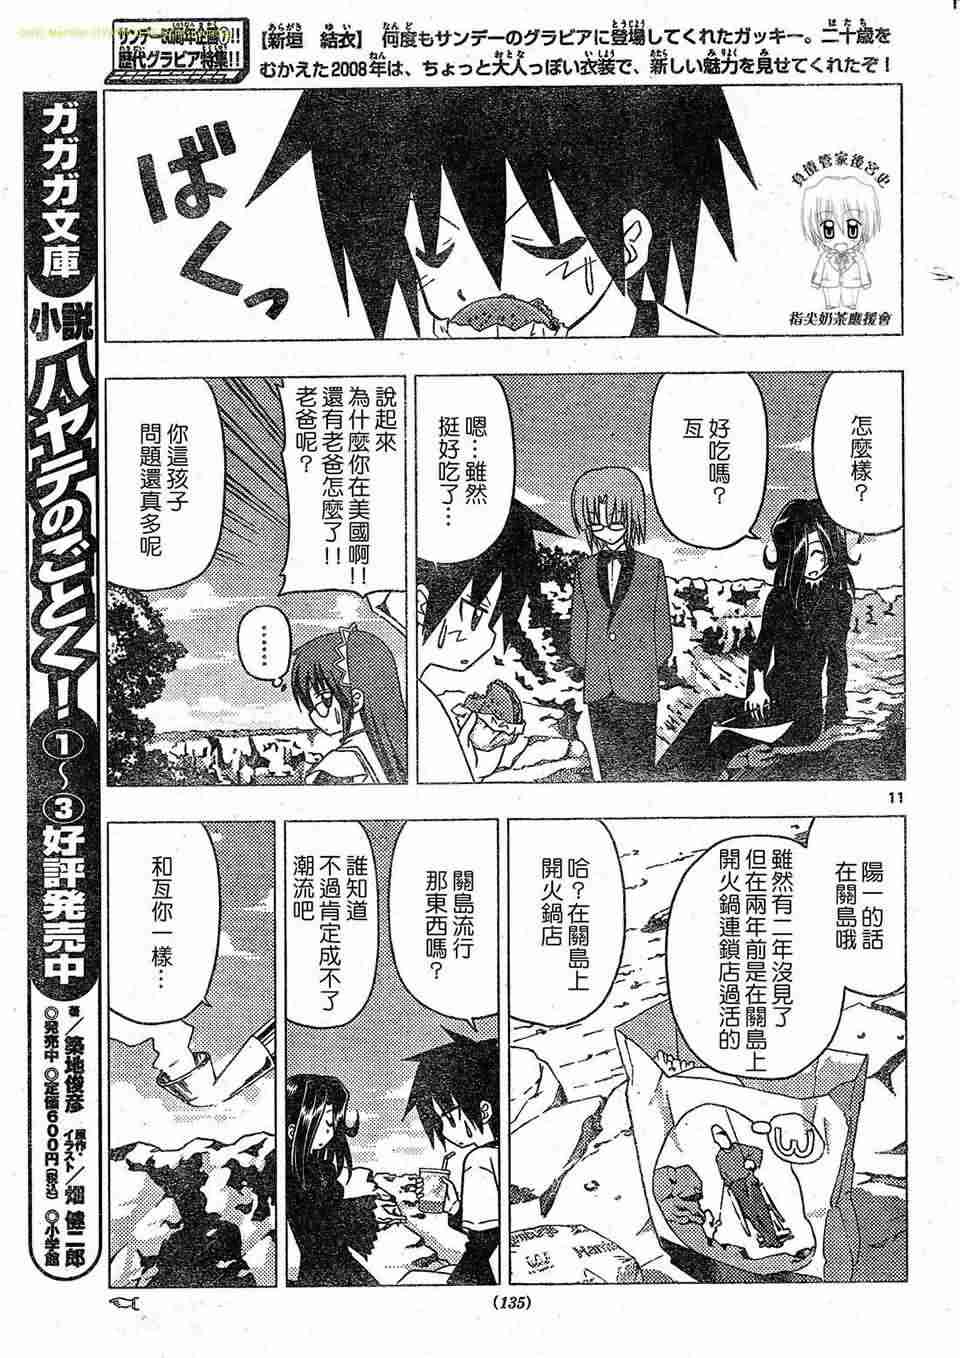 サンデー50周年企画⑦!!
歴代グラビア特集!!
【新垣 結衣】 何度もサンデーのグラビアに登場してくれたガッキー。二十歳を
むかえた2008年は、ちょっと大人っぽい衣装で、新しい魅力を見せてくれたぞ！
ばくっ
負債管家後宮史
指尖奶茶應援會
怎麼樣？
好吃嗎？
亙
嗯…雖然
挺好吃了…
說起來
為什麼你在美國啊!!
還有老爸怎麼了!!
老爸呢？
……
你這孩子
問題還真多呢
11
陽一的話
在關島哦
雖然有二年沒見了
但在兩年前是在關島上
開火鍋連鎖店過活的
哈？在關島上
開火鍋店
關島流行
那東西嗎？
誰知道
不過肯定成不了
潮流吧
和亙你一樣…
(135)
ガガガ文庫
小説
ハヤテのごとく！
①～③好評発売中
著／築地俊彦
原作・イラスト／畑 健二郎
◎発売中 ◎定価600円(税込) ◎小学館